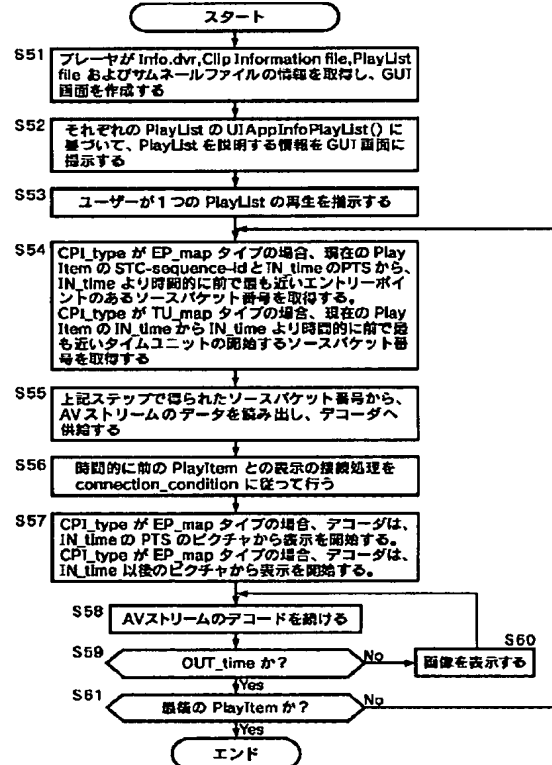 スタート
S51
プレーヤが Info.dvr,Clip Information file,PlayList
file およびサムネールファイルの情報を取得し、GUI
画面を作成する
S52
それぞれの PlayList の UIAppInfoPlayList() に
基づいて、PlayList を説明する情報を GUI 画面に
提示する
S53
ユーザーが1つの PlayList の再生を指示する
S54
CPI_type が EP_map タイプの場合、現在の Play
Item の STC-sequence-id と IN_time のPTS から、
IN_time より時間的に前で最も近いエントリーポ
イントのあるソースパケット番号を取得する。
CPI_type が TU_map タイプの場合、現在の Play
Item の IN_time から IN_time より時間的に前で最
も近いタイムユニットの開始するソースパケット番
号を取得する
S55
上記ステップで得られたソースパケット番号から、
AVストリームのデータを読み出し、デコーダへ
供給する
S56
時間的に前の PlayItem との表示の接続処理を
connection_condition に従って行う
S57
CPI_type が EP_map タイプの場合、デコーダは、
IN_time の PTS のピクチャから表示を開始する。
CPI_type が EP_map タイプの場合、デコーダは、
IN_time 以後のピクチャから表示を開始する。
S58
AVストリームのデコードを続ける
S59
OUT_time か?
No
S60
画像を表示する
Yes
S61
最後の PlayItem か?
No
Yes
エンド